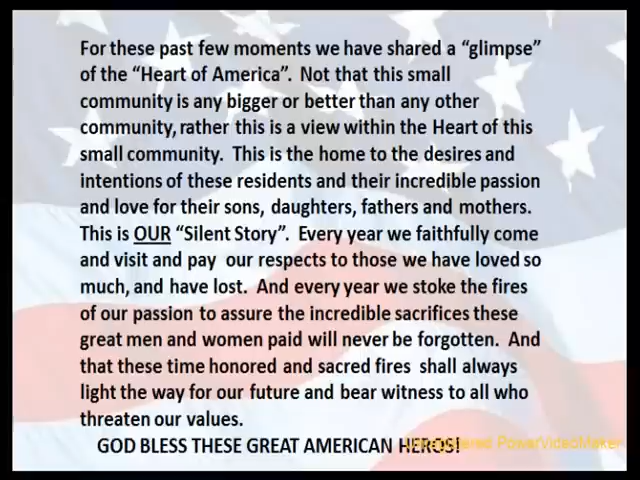 For these past few moments we have shared a “glimpse”
of the “Heart of America”.  Not that this small
community is any bigger or better than any other
community, rather this is a view within the Heart of this
small community.  This is the home to the desires and
intentions of these residents and their incredible passion
and love for their sons, daughters, fathers and mothers.
This is OUR “Silent Story”.  Every year we faithfully come
and visit and pay  our respects to those we have loved so
much, and have lost.  And every year we stoke the fires
of our passion to assure the incredible sacrifices these
great men and women paid will never be forgotten.  And
that these time honored and sacred fires  shall always
light the way for our future and bear witness to all who
threaten our values.
GOD BLESS THESE GREAT AMERICAN HEROS!
Unregistered PowerVideoMaker